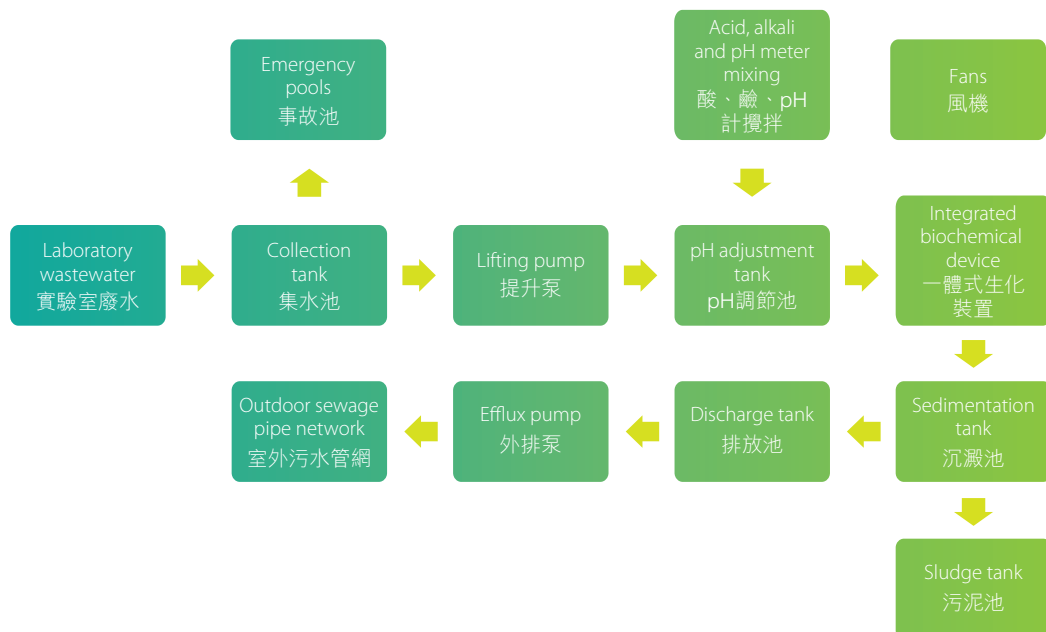 Emergency
pools
事故池
Acid, alkali
and pH meter
mixing
酸、鹼、pH
計攪拌
Fans
風機
Laboratory
wastewater
實驗室廢水
Collection
tank
集水池
Lifting pump
提升泵
pH adjustment
tank
pH調節池
Integrated
biochemical
device
一體式生化
裝置
Outdoor sewage
pipe network
室外污水管網
Efflux pump
外排泵
Discharge tank
排放池
Sedimentation
tank
沉澱池
Sludge tank
污泥池